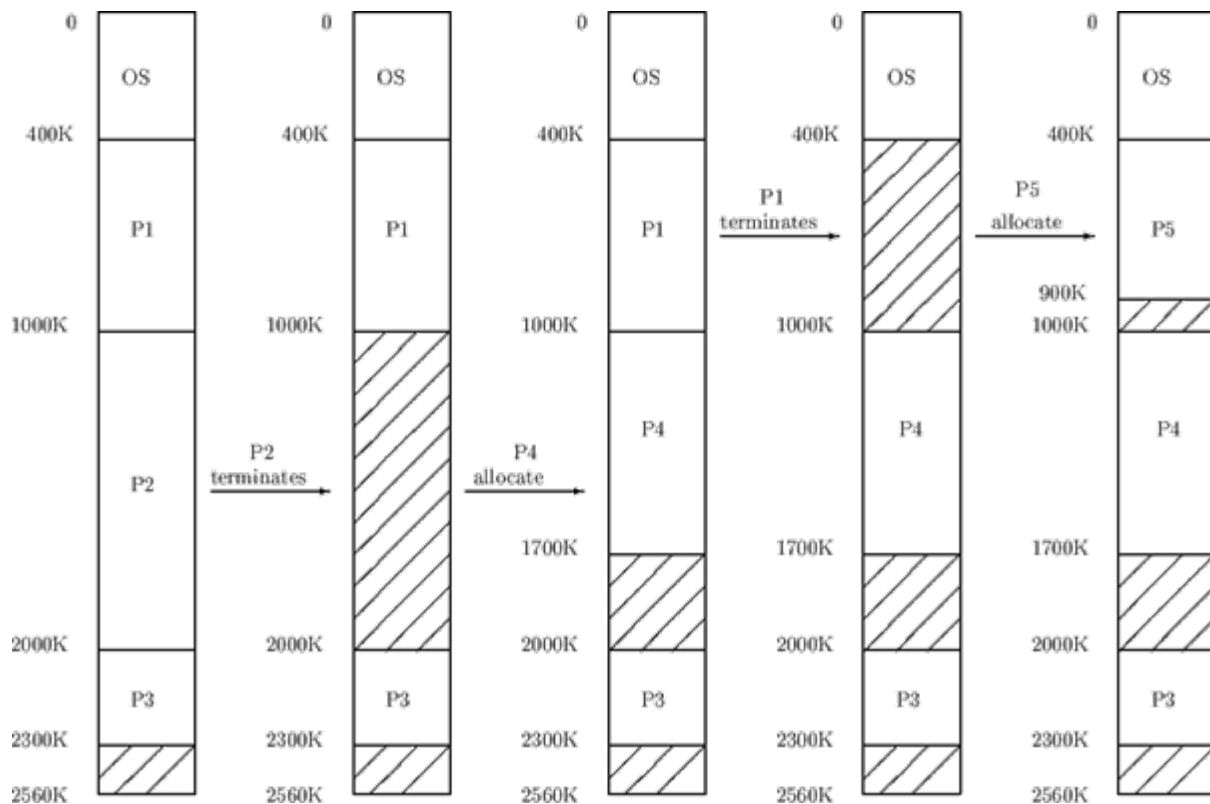 0
OS
400K
P1
1000K
P2
2000K
P3
2300K
2560K
P2
terminates
0
OS
400K
P1
1000K
2000K
P3
2300K
2560K
P4
allocate
0
OS
400K
P1
1000K
P4
1700K
2000K
P3
2300K
2560K
P1
terminates
0
OS
400K
1000K
P4
1700K
2000K
P3
2300K
2560K
P5
allocate
0
OS
400K
P5
900K
1000K
P4
1700K
2000K
P3
2300K
2560K